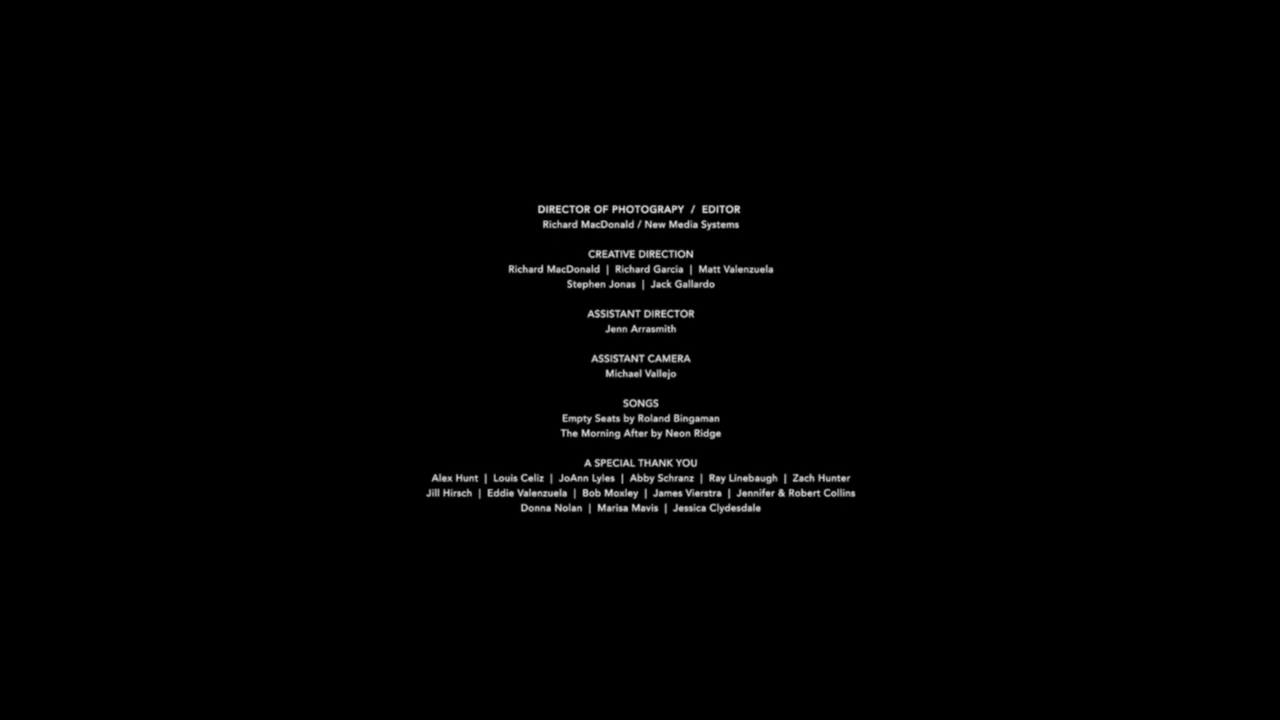 DIRECTOR OF PHOTOGRAPY / EDITOR
Richard MacDonald / New Media Systems
CREATIVE DIRECTION
Richard MacDonald | Richard Garcia | Matt Valenzuela
Stephen Jonas | Jack Gallardo
ASSISTANT DIRECTOR
Jenn Arrasmith
ASSISTANT CAMERA
Michael Vallejo
SONGS
Empty Seats by Roland Bingaman
The Morning After by Neon Ridge
A SPECIAL THANK YOU
Alex Hunt | Louis Celiz | JoAnn Lyles | Abby Schranz | Ray Linebaugh | Zach Hunter
Jill Hirsch | Eddie Valenzuela | Bob Moxley | James Vierstra | Jennifer & Robert Collins
Donna Nolan | Marisa Mavis | Jessica Clydesdale